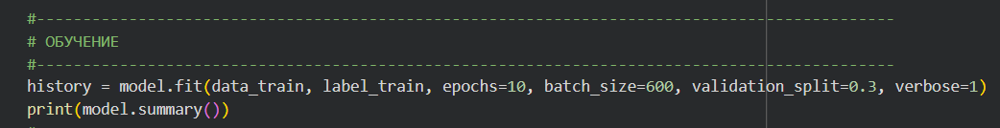 #-----------------------------------------------------------------------------------------
# ОБУЧЕНИЕ
#-----------------------------------------------------------------------------------------
history = model.fit(data_train, label_train, epochs=10, batch_size=600, validation_split=0.3, verbose=1)
print(model.summary())